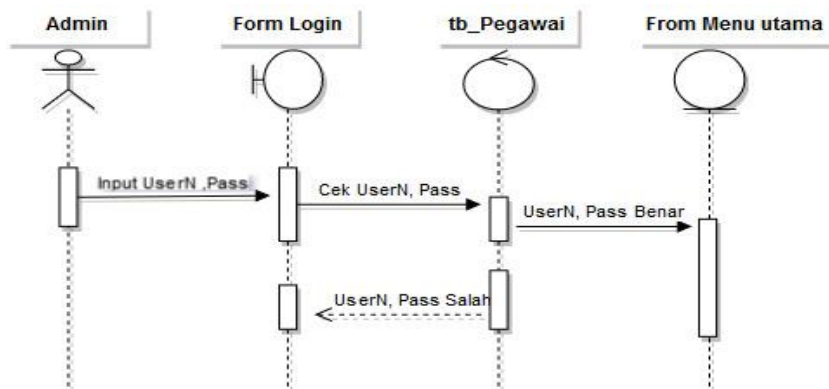 Admin
Form Login
tb_Pegawai
From Menu utama
Input UserN ,Pass
Cek UserN, Pass
UserN, Pass Benar
UserN, Pass Salah